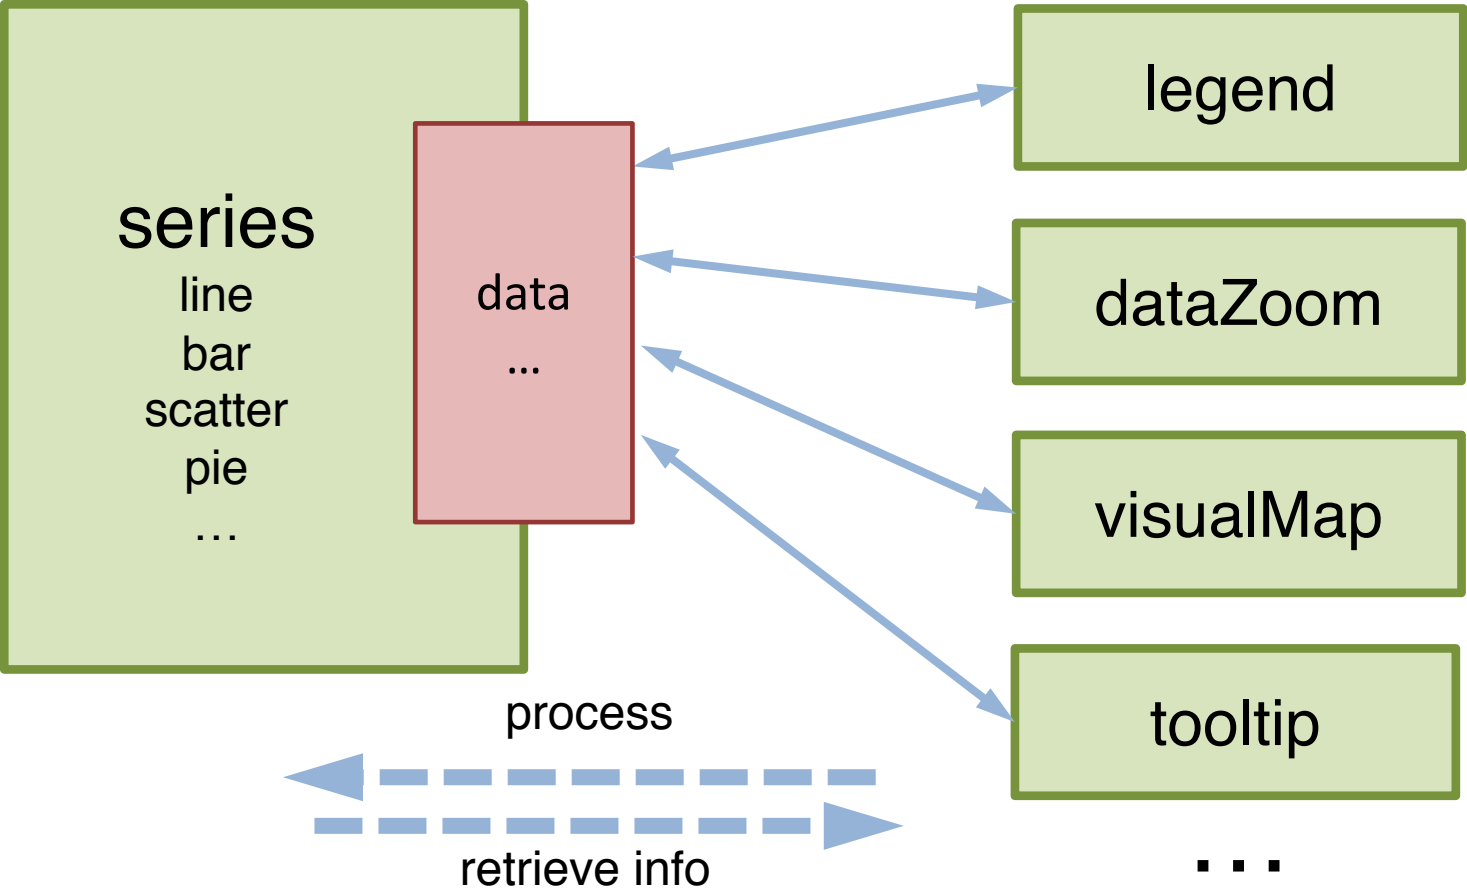 series
line
bar
scatter
pie
...
data
...
legend
dataZoom
visualMap
tooltip
...
process
retrieve info